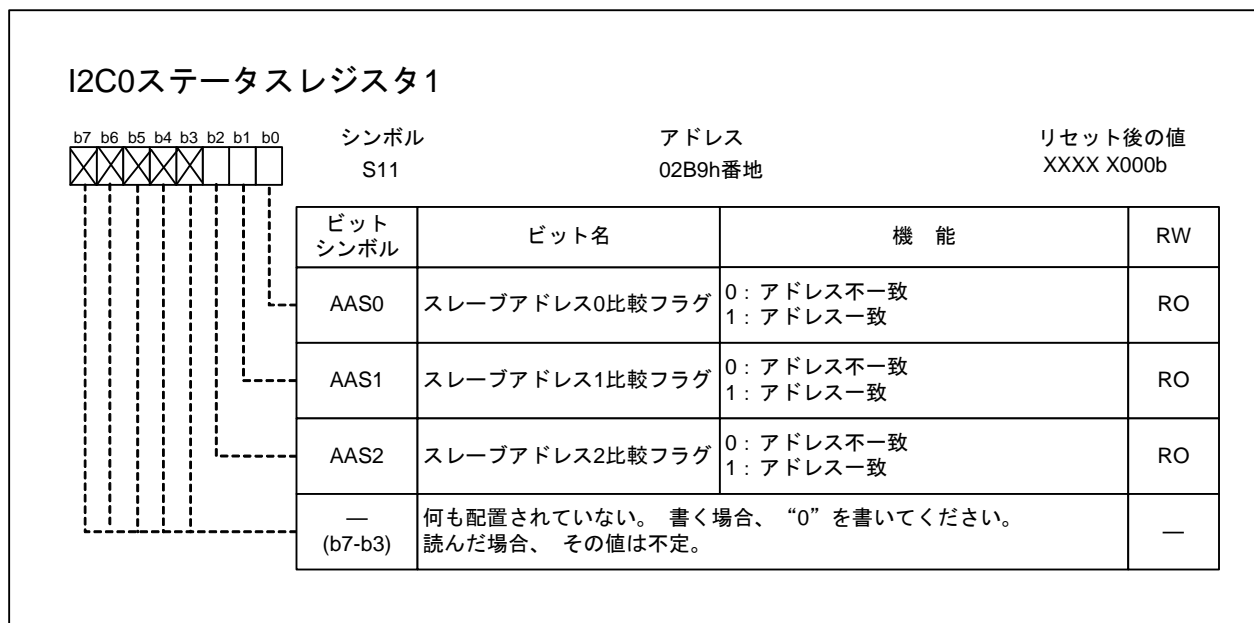 I2C0ステータスレジスタ1
b7 b6 b5 b4 b3 b2 b1 b0
シンボル アドレス リセット後の値
S11 02B9h番地 XXXX X000b
ビット
シンボル ビット名 機 能 RW
AAS0 スレーブアドレス0比較フラグ 0 : アドレス不一致
1 : アドレス一致 RO
AAS1 スレーブアドレス1比較フラグ 0 : アドレス不一致
1 : アドレス一致 RO
AAS2 スレーブアドレス2比較フラグ 0 : アドレス不一致
1 : アドレス一致 RO
—
(b7-b3) 何も配置されていない。 書く場合、“0”を書いてください。
読んだ場合、 その値は不定。 —